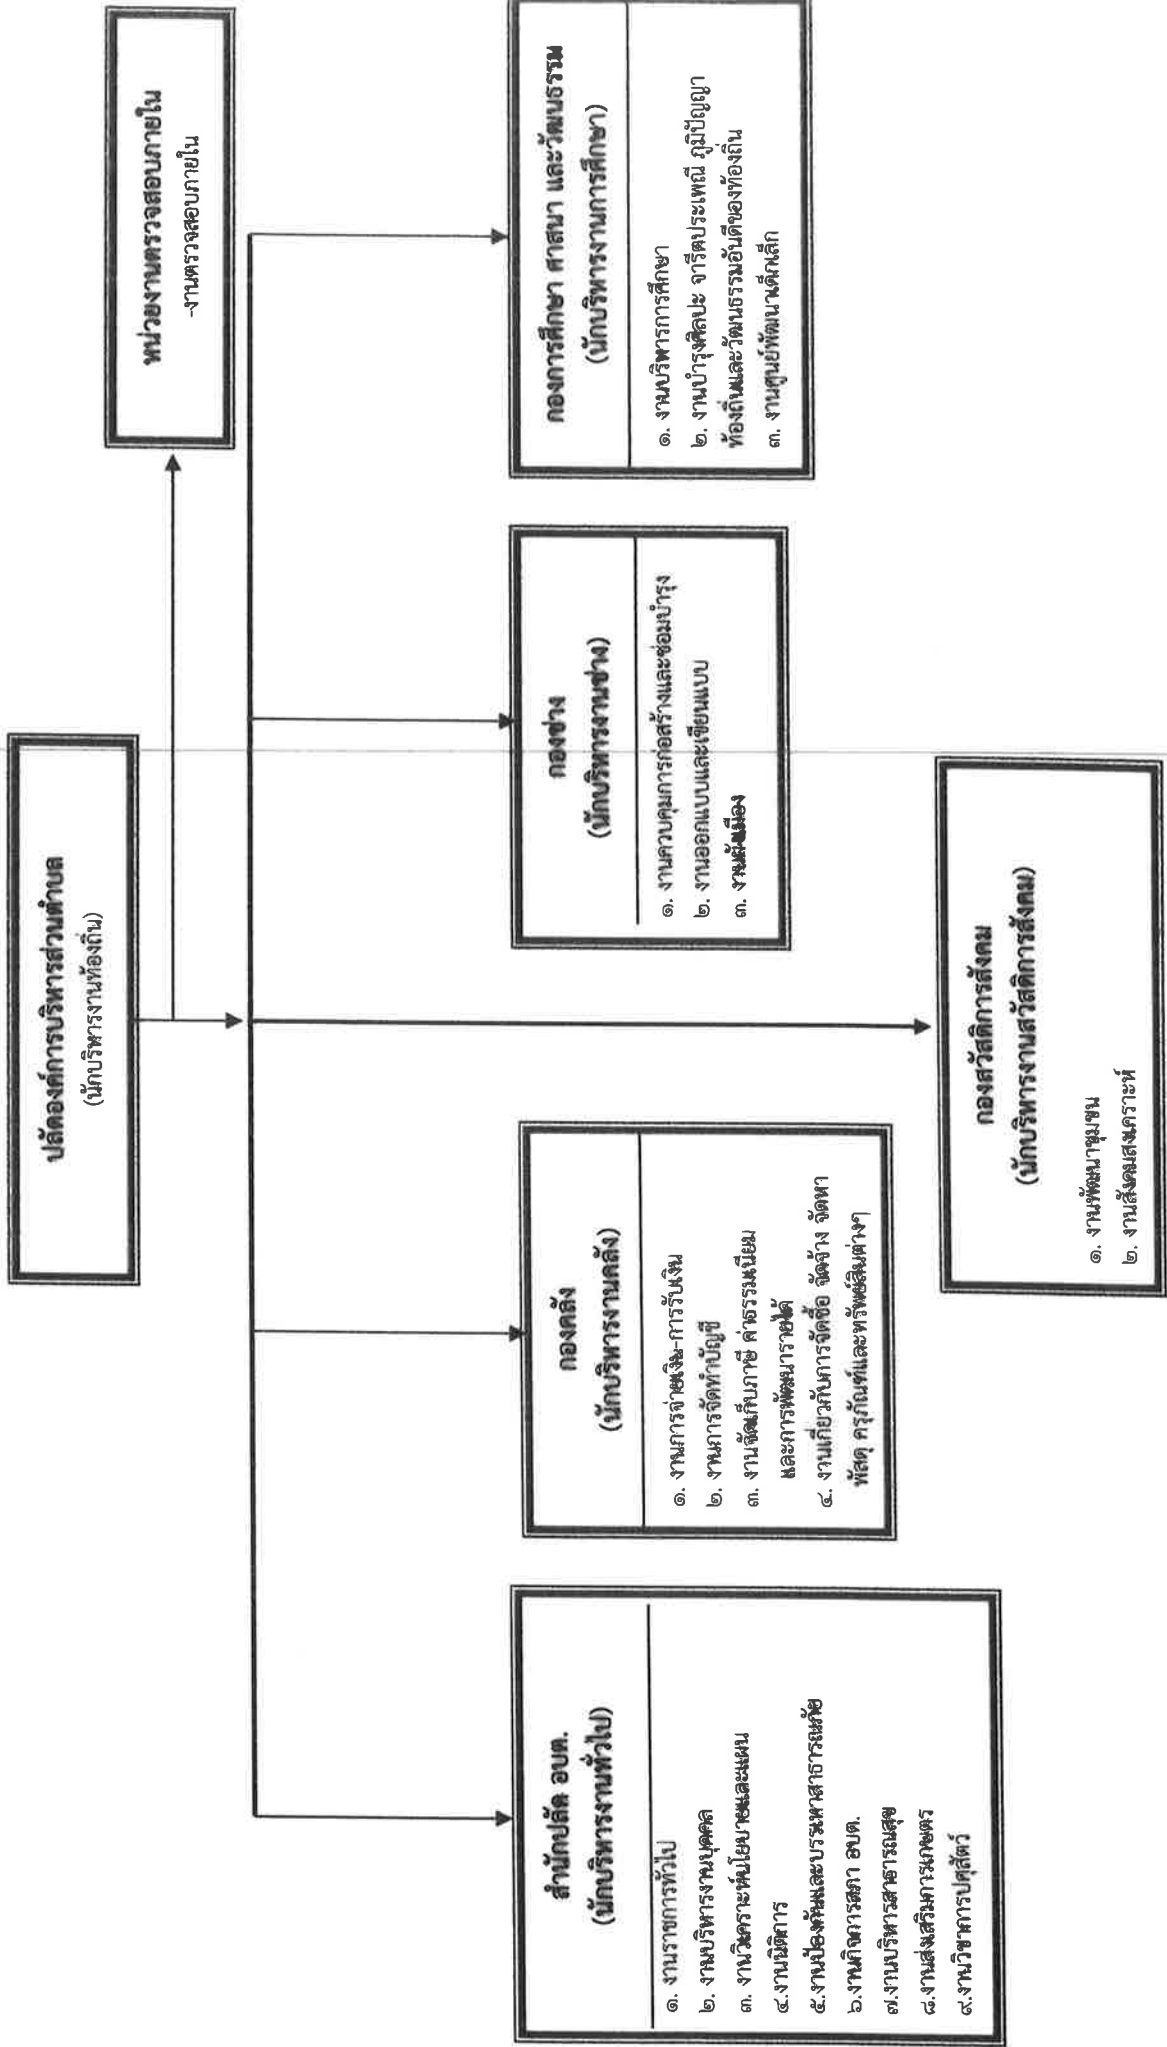 ปลัดองค์การบริหารส่วนตำบล
(นักบริหารงานท้องถิ่น)
หน่วยงานตรวจสอบภายใน
-งานตรวจสอบภายใน
สำนักปลัด อบต.
(นักบริหารงานทั่วไป)
๑. งานราชการทั่วไป
๒. งานบริหารงานบุคคล
๓. งานวิเคราะห์นโยบายและแผน
๔.งานนิติการ
๕.งานป้องกันและบรรเทาสาธารณภัย
๖.งานกิจการสภา อบต.
๗.งานบริหารสาธารณสุข
๘.งานส่งเสริมการเกษตร
๙.งานวิชาการปศุสัตว์
กองคลัง
(นักบริหารงานคลัง)
๑. งานการจ่ายเงิน-การรับเงิน
๒. งานการจัดทำบัญชี
๓. งานจัดเก็บภาษี ค่าธรรมเนียม
และการพัฒนารายได้
๔. งานเกี่ยวกับการจัดซื้อ จัดจ้าง จัดหา
พัสดุ ครุภัณฑ์และทรัพย์สินต่างๆ
กองช่าง
(นักบริหารงานช่าง)
๑. งานควบคุมการก่อสร้างและซ่อมบำรุง
๒. งานออกแบบและเขียนแบบ
๓. งานผังเมือง
กองการศึกษา ศาสนา และวัฒนธรรม
(นักบริหารงานการศึกษา)
๑. งานบริหารการศึกษา
๒. งานบำรุงศิลปะ จารีตประเพณี ภูมิปัญญา
ท้องถิ่นและวัฒนธรรมอันดีของท้องถิ่น
๓. งานศูนย์พัฒนาเด็กเล็ก
กองสวัสดิการสังคม
(นักบริหารงานสวัสดิการสังคม)
๑. งานพัฒนาชุมชน
๒. งานสังคมสงเคราะห์